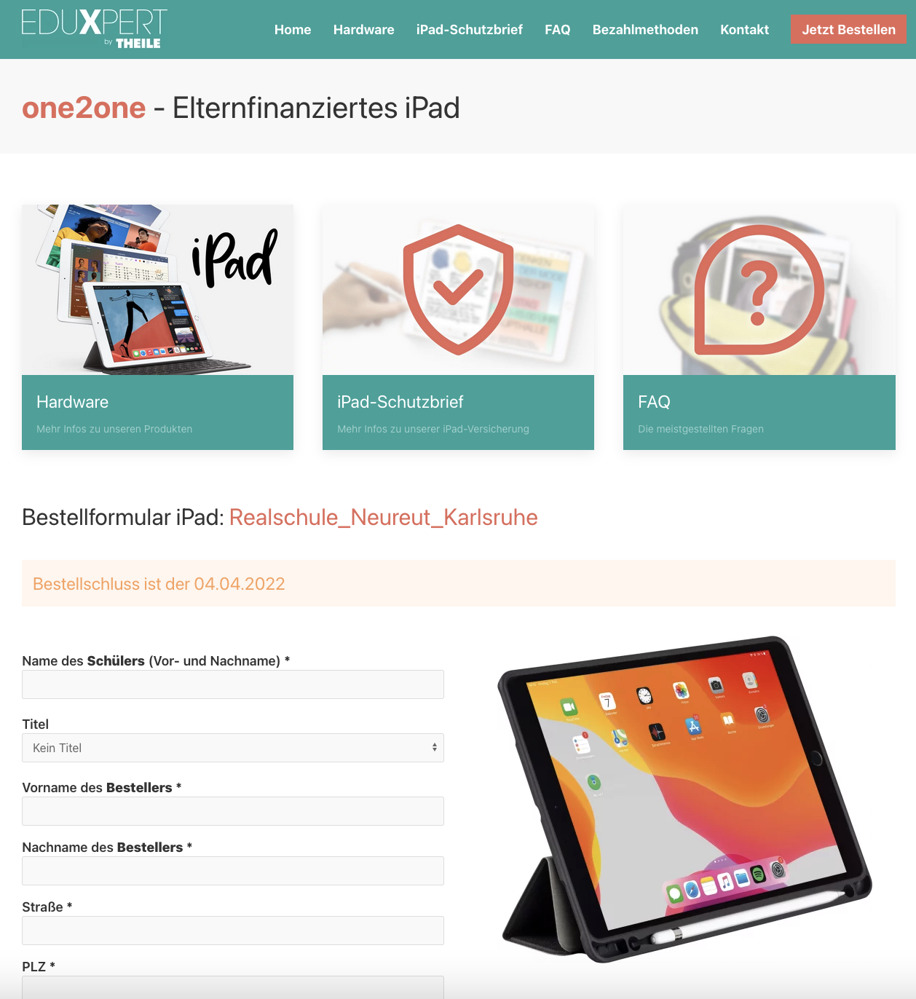 EDUXPERT
by THEILE
Home Hardware iPad-Schutzbrief FAQ Bezahlmethoden Kontakt Jetzt Bestellen
one2one - Elternfinanziertes iPad
iPad
Hardware
Mehr Infos zu unseren Produkten
iPad-Schutzbrief
Mehr Infos zu unserer iPad-Versicherung
?
FAQ
Die meistgestellten Fragen
Bestellformular iPad: Realschule_Neureut_Karlsruhe
Bestellschluss ist der 04.04.2022
Name des Schülers (Vor- und Nachname) *
Titel
Kein Titel
Vorname des Bestellers *
Nachname des Bestellers *
Straße *
PLZ *